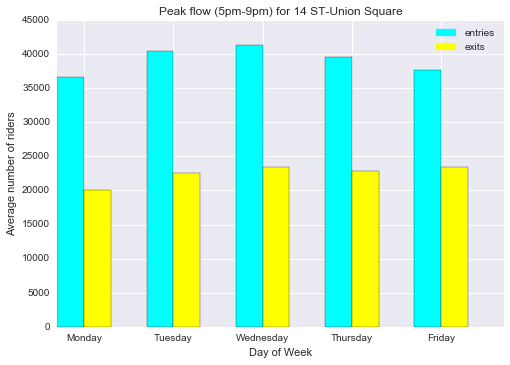 Peak flow (5pm-9pm) for 14 ST-Union Square
entries
exits
45000
40000
35000
30000
25000
20000
15000
10000
5000
0
Average number of riders
Monday Tuesday Wednesday Thursday Friday
Day of Week